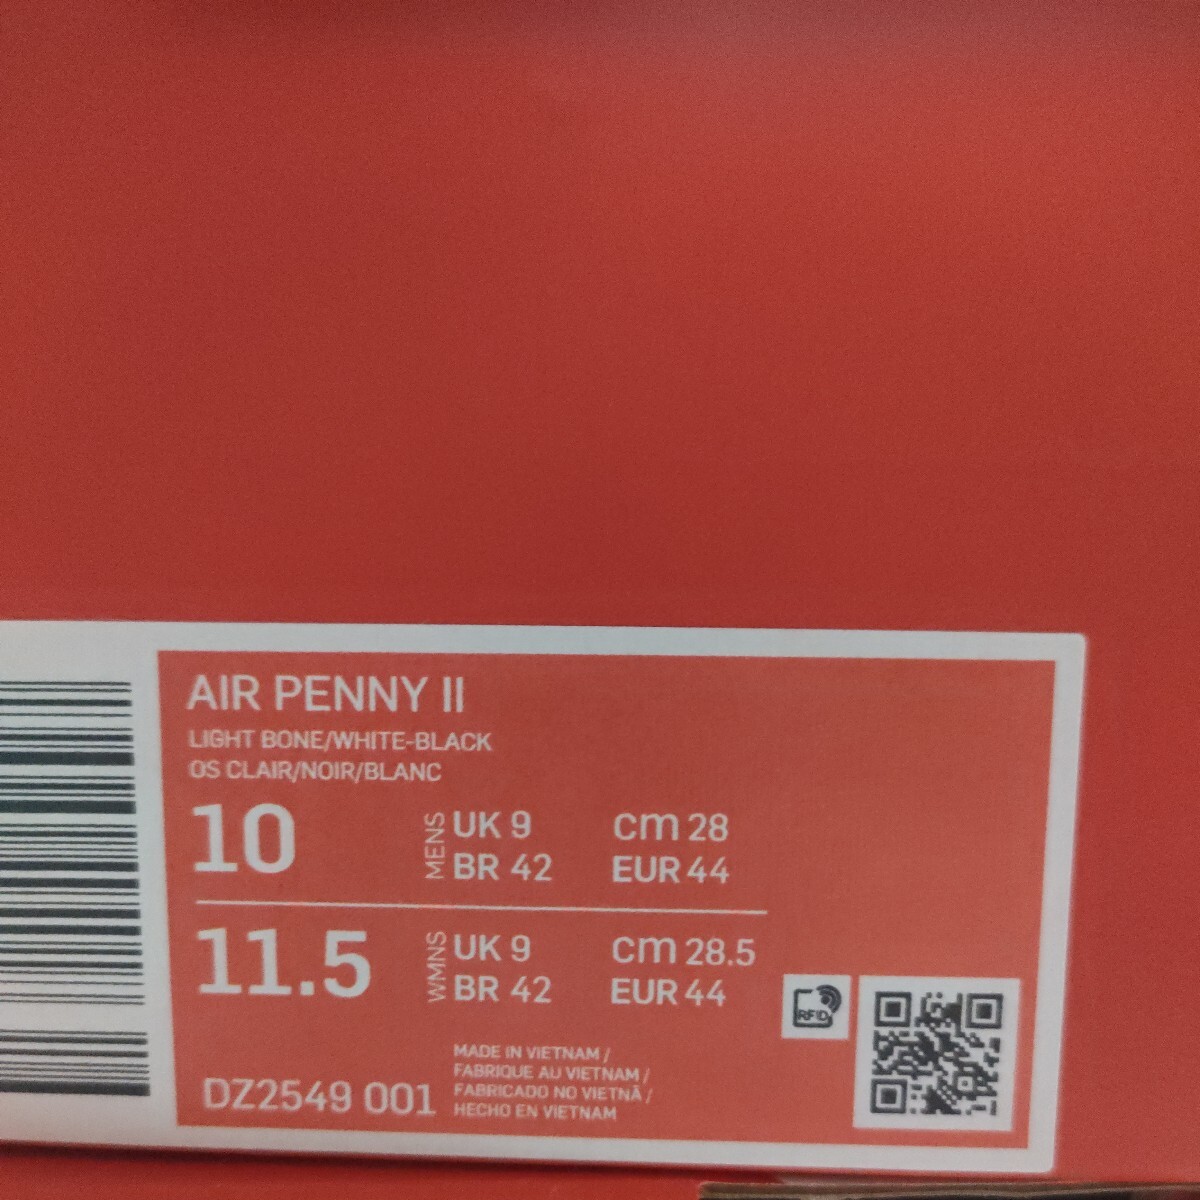 AIR PENNY II
LIGHT BONE/WHITE-BLACK
OS CLAIR/NOIR/BLANC
10 MENS UK 9 cm 28
BR 42 EUR 44
11.5 WMNS UK 9 cm 28.5
BR 42 EUR 44
RFID
MADE IN VIETNAM /
FABRIQUE AU VIETNAM /
FABRICADO NO VIETNÃ /
HECHO EN VIETNAM
DZ2549 001